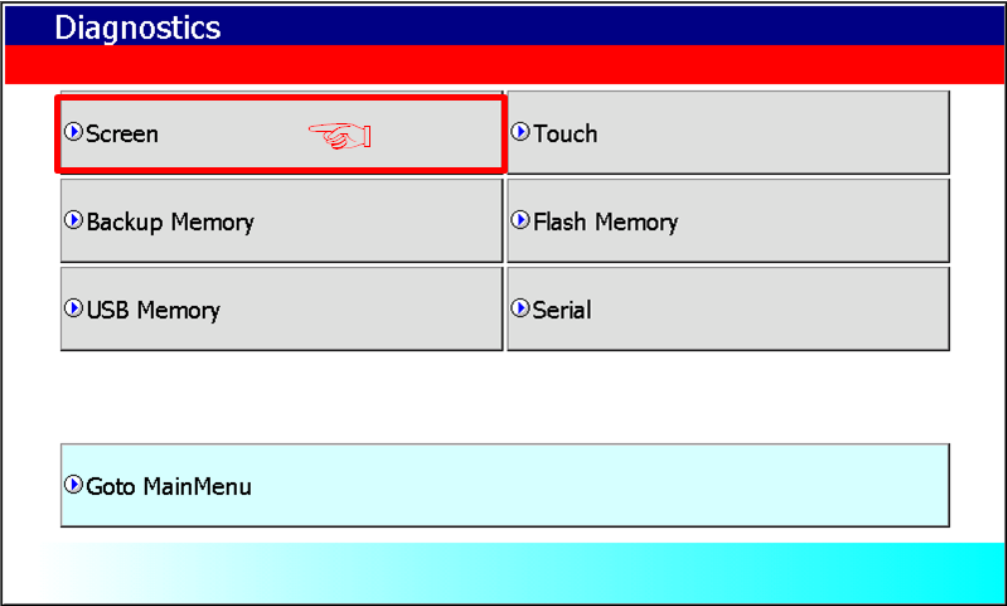 Diagnostics
Screen
Touch
Backup Memory
Flash Memory
USB Memory
Serial
Goto MainMenu